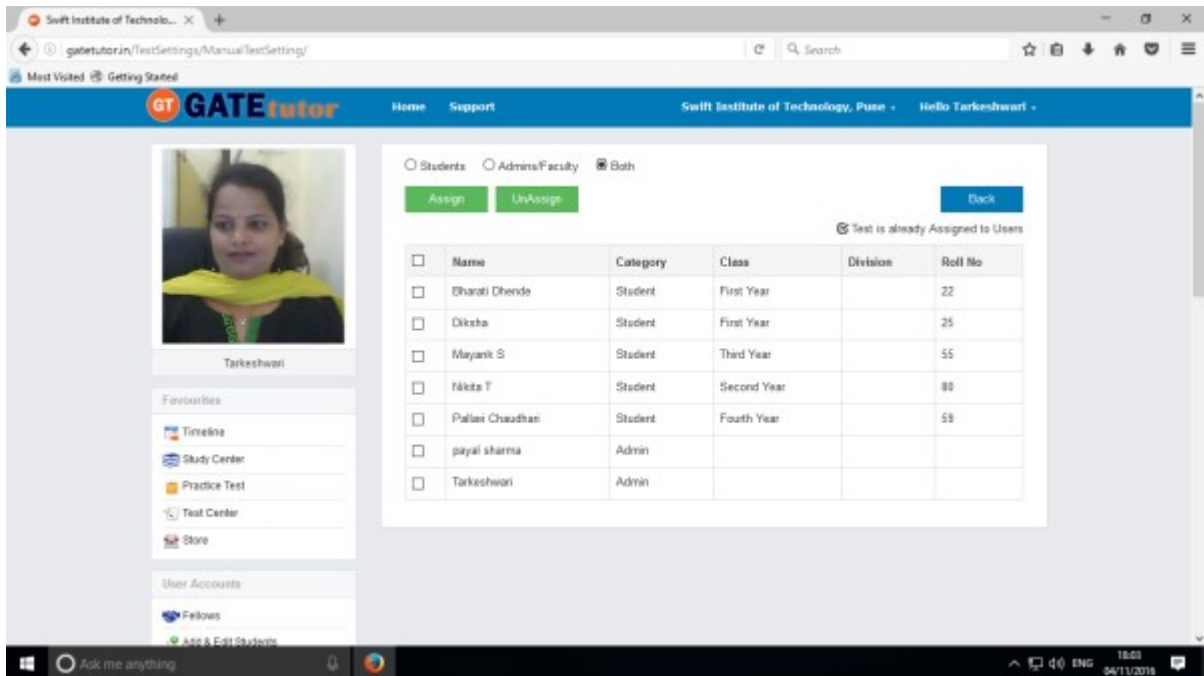 Swift Institute of Technolo...
gatetutor.in/TestSettings/ManualTestSetting/
Search
Most Visited Getting Started
GT GATEtutor Home Support Swift Institute of Technology, Pune Hello Tarkeshwari
Students Admins/Faculty Both
Assign UnAssign Back
Test is already Assigned to Users
Name Category Class Division Roll No
Bharati Dhende Student First Year 22
Diksha Student First Year 25
Mayank S Student Third Year 55
Nikita T Student Second Year 80
Pallavi Chaudhari Student Fourth Year 59
payal sharma Admin
Tarkeshwari Admin
Tarkeshwari
Favourites
Timeline
Study Center
Practice Test
Test Center
Store
User Accounts
Fellows
Add & Edit Students
Ask me anything
ENG
18:03
04/11/2016